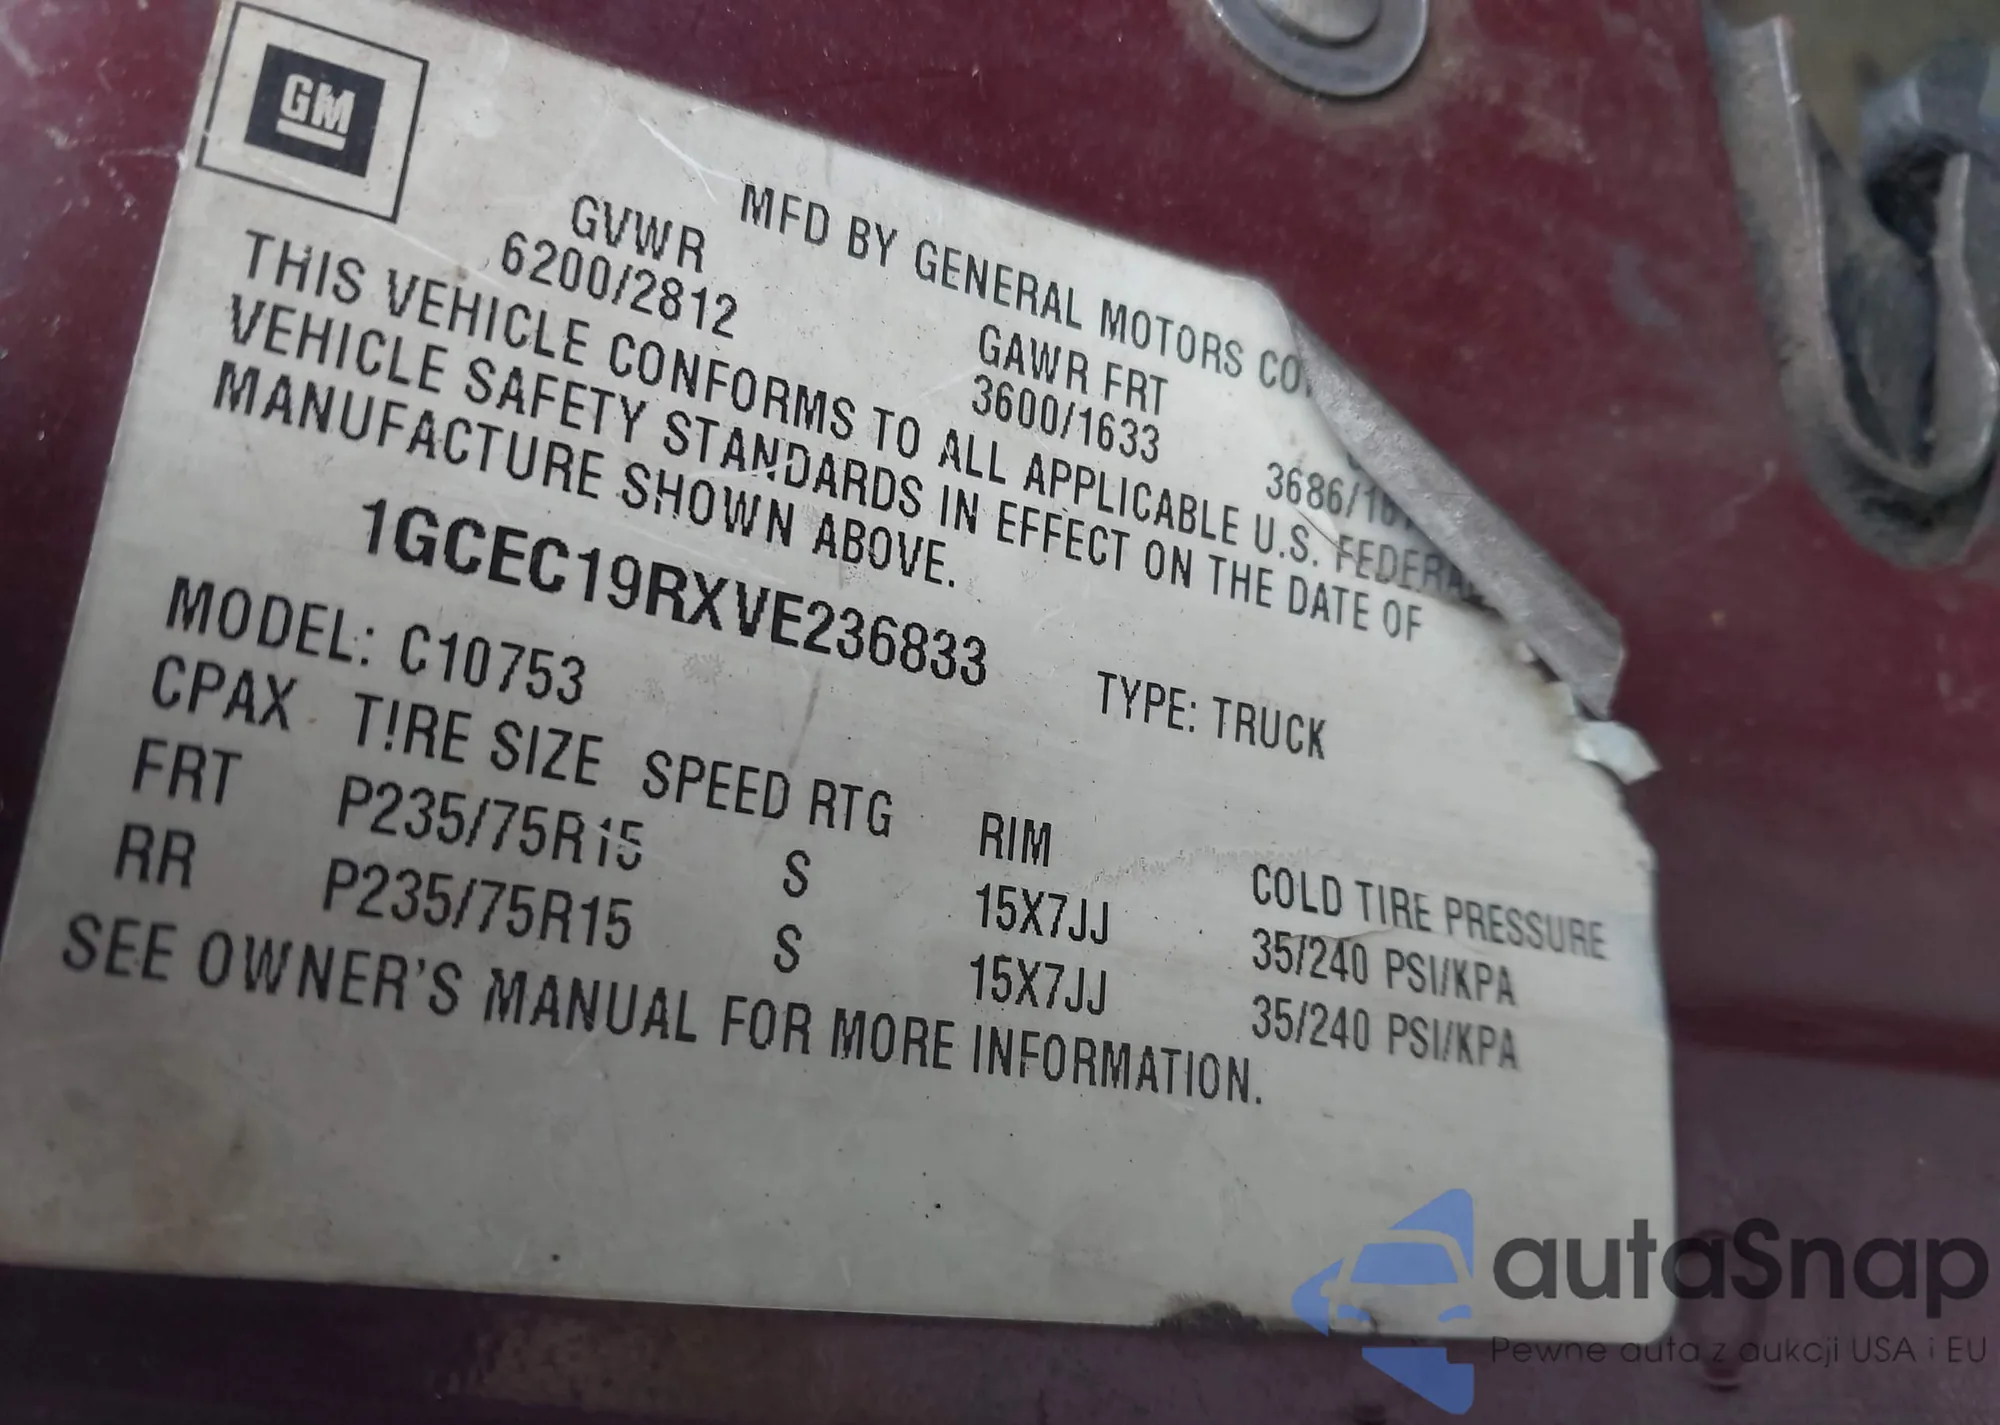 GM
MFD BY GENERAL MOTORS
GVWR GAWR FRT
6200/2812 3600/1633
THIS VEHICLE CONFORMS TO ALL APPLICABLE U.S. FEDERAL
VEHICLE SAFETY STANDARDS IN EFFECT ON THE DATE OF
MANUFACTURE SHOWN ABOVE.
1GCEC19RXVE236833
MODEL: C10753 TYPE: TRUCK
CPAX TIRE SIZE SPEED RTG RIM COLD TIRE PRESSURE
FRT P235/75R15 S 15X7JJ 35/240 PSI/KPA
RR P235/75R15 S 15X7JJ 35/240 PSI/KPA
SEE OWNER'S MANUAL FOR MORE INFORMATION.
autaSnap
Pewne auta z aukcji USA i EU